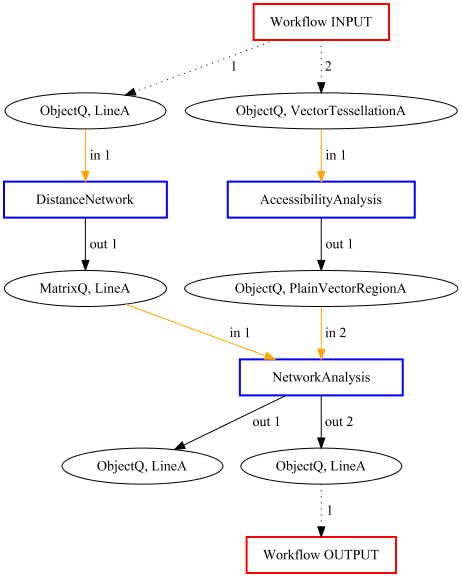 Workflow INPUT
1
2
ObjectQ, LineA
ObjectQ, VectorTessellationA
in 1
in 1
DistanceNetwork
AccessibilityAnalysis
out 1
out 1
MatrixQ, LineA
ObjectQ, PlainVectorRegionA
in 1
in 2
NetworkAnalysis
out 1
out 2
ObjectQ, LineA
ObjectQ, LineA
1
Workflow OUTPUT